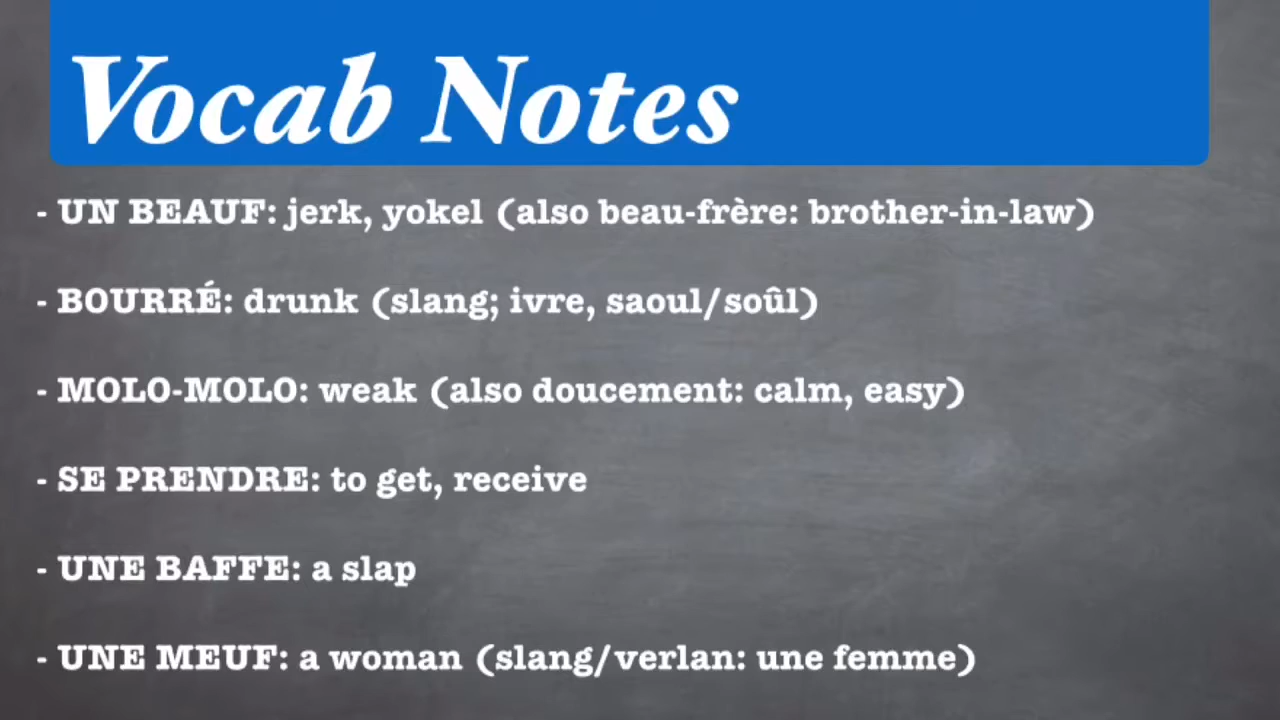 Vocab Notes
- UN BEAUF: jerk, yokel (also beau-frère: brother-in-law)
- BOURRÉ: drunk (slang; ivre, saoul/soûl)
- MOLO-MOLO: weak (also doucement: calm, easy)
- SE PRENDRE: to get, receive
- UNE BAFFE: a slap
- UNE MEUF: a woman (slang/verlan: une femme)